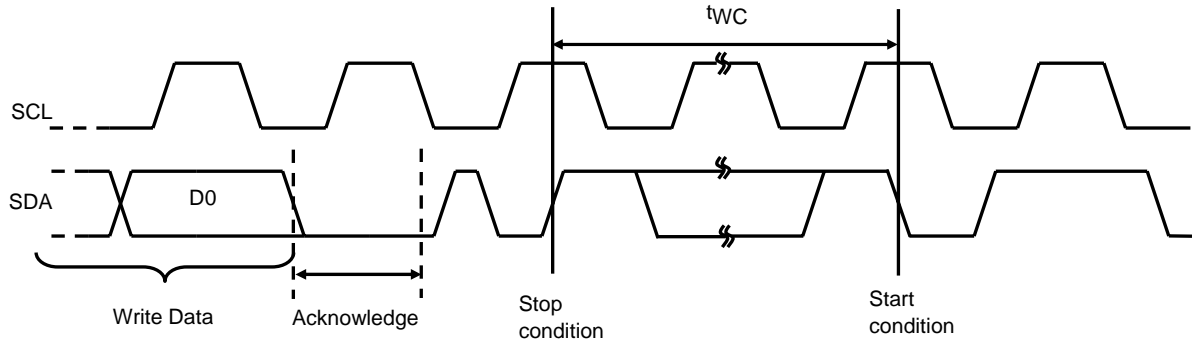 tWC
SCL
SDA
D0
Write Data
Acknowledge
Stop
condition
Start
condition